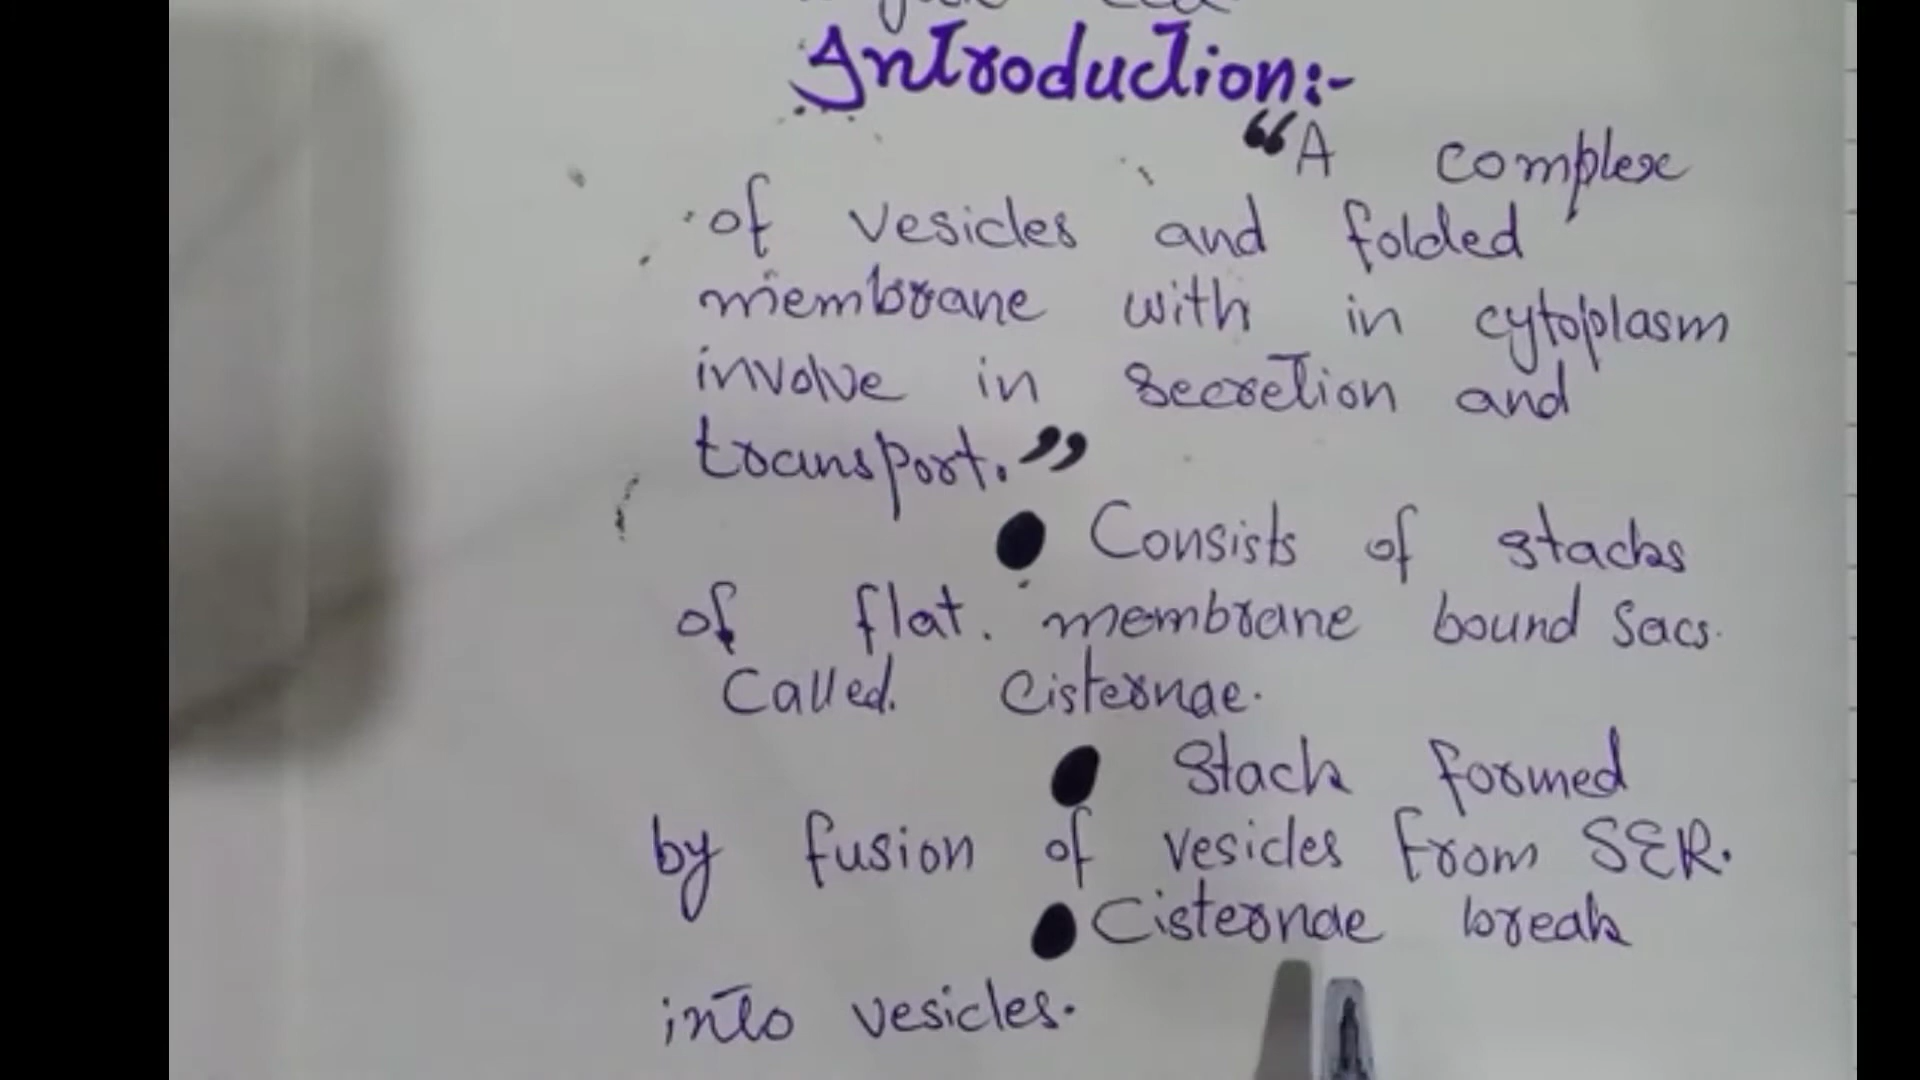 Introduction:-
"A complex
of vesicles and folded
membrane with in cytoplasm
involve in secretion and
transport."
● Consists of stacks
of flat. membrane bound sacs.
Called. Cisternae.
● Stack formed
by fusion of vesicles from SER.
● Cisternae break
into vesicles.